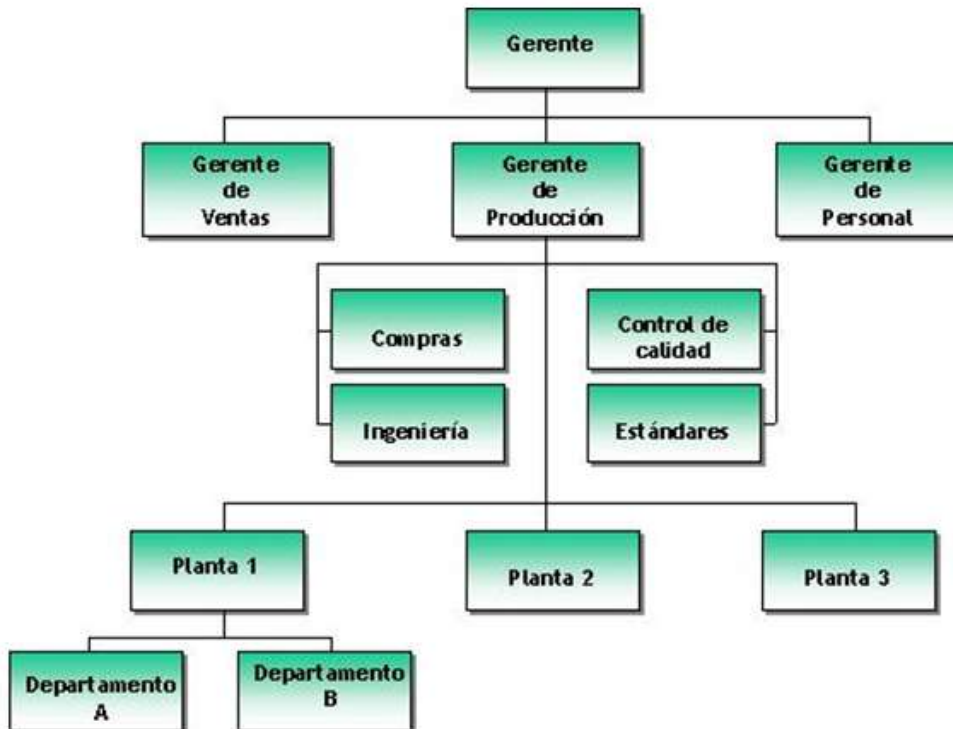 Gerente
Gerente
de
Ventas
Gerente
de
Producción
Gerente
de
Personal
Compras
Control de
calidad
Ingeniería
Estándares
Planta 1
Planta 2
Planta 3
Departamento
A
Departamento
B